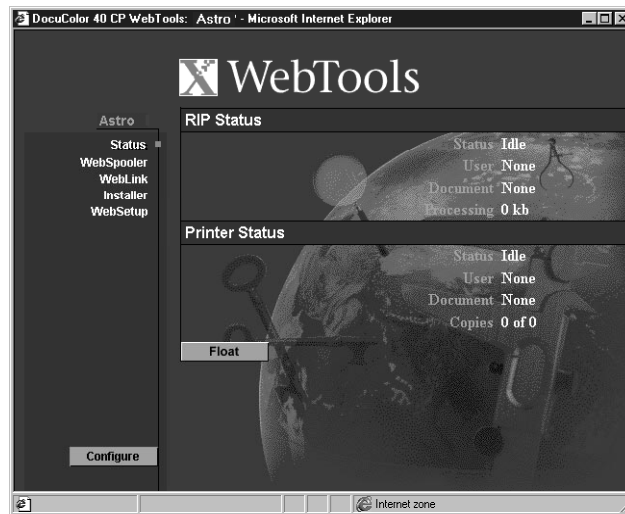 DocuColor 40 CP WebTools: Astro ' - Microsoft Internet Explorer
X WebTools
Astro
Status
WebSpooler
WebLink
Installer
WebSetup
RIP Status
Status Idle
User None
Document None
Processing 0 kb
Printer Status
Status Idle
User None
Document None
Copies 0 of 0
Float
Configure
Internet zone